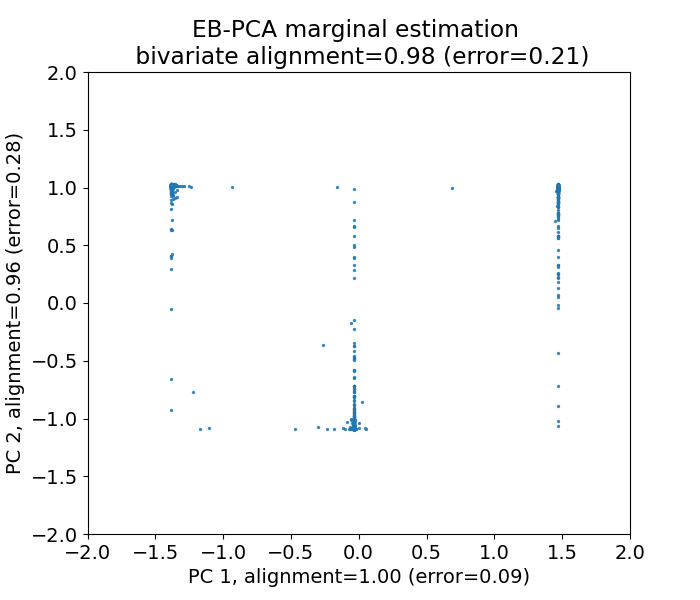 EB-PCA marginal estimation
bivariate alignment=0.98 (error=0.21)
2.0
1.5
1.0
0.5
0.0
−0.5
−1.0
−1.5
−2.0
PC 2, alignment=0.96 (error=0.28)
−2.0 −1.5 −1.0 −0.5 0.0 0.5 1.0 1.5 2.0
PC 1, alignment=1.00 (error=0.09)